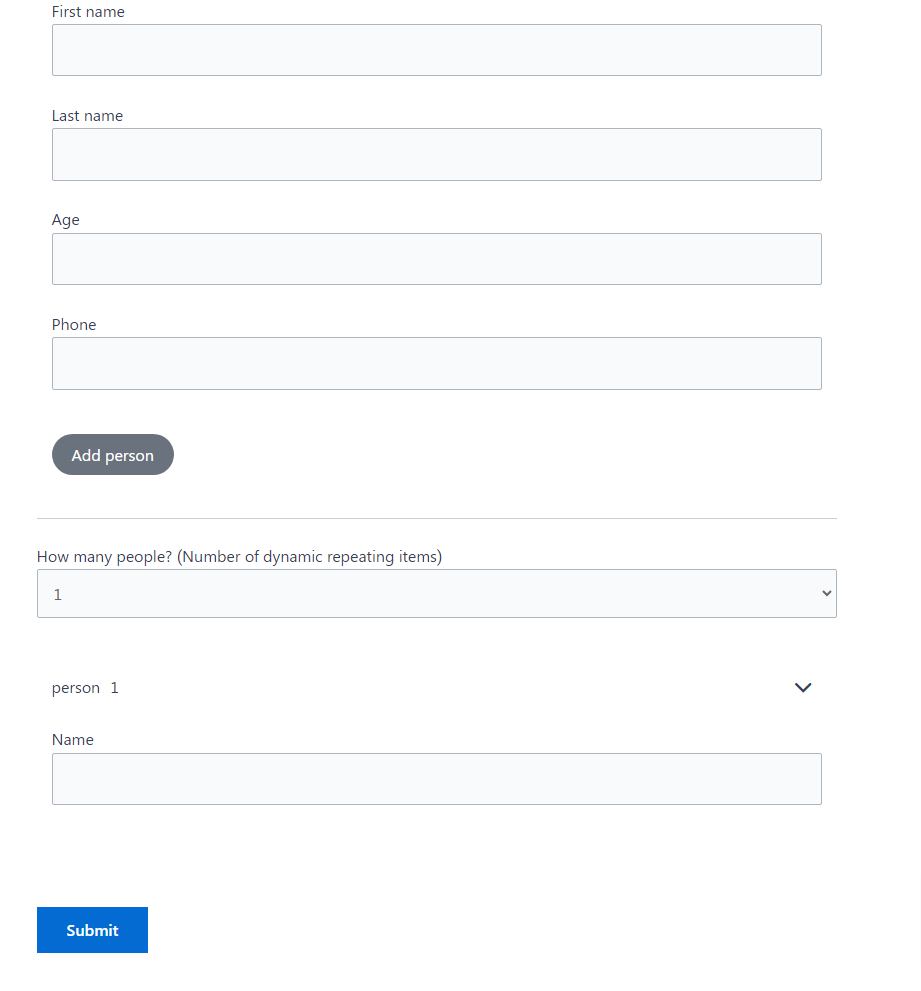 First name
Last name
Age
Phone
Add person
How many people? (Number of dynamic repeating items)
1
person 1
Name
Submit